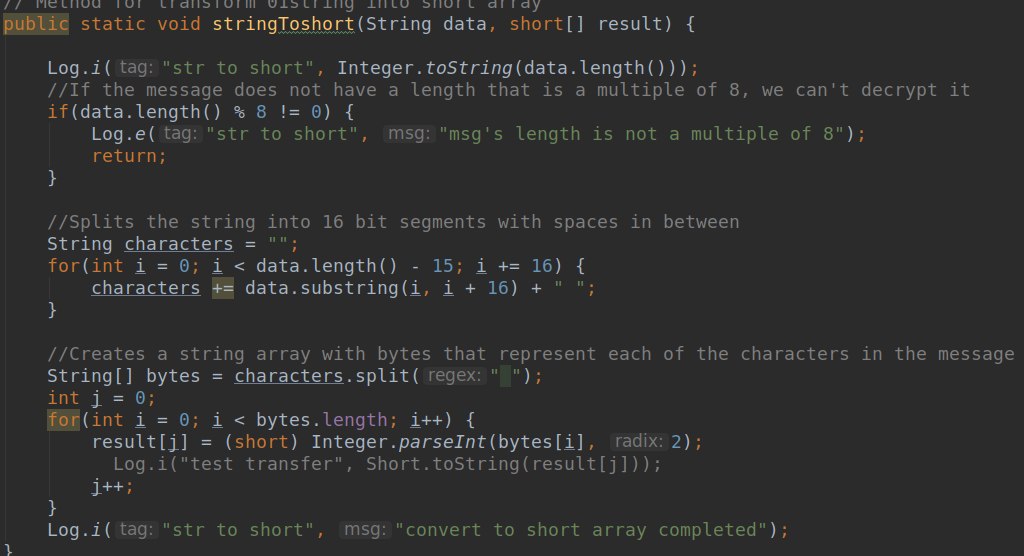 // Method for transform 01string into short array
public static void stringToshort(String data, short[] result) {
Log.i( tag: "str to short", Integer.toString(data.length()));
//If the message does not have a length that is a multiple of 8, we can't decrypt it
if(data.length() % 8 != 0) {
Log.e( tag: "str to short", msg: "msg's length is not a multiple of 8");
return;
}
//Splits the string into 16 bit segments with spaces in between
String characters = "";
for(int i = 0; i < data.length() - 15; i += 16) {
characters += data.substring(i, i + 16) + " ";
}
//Creates a string array with bytes that represent each of the characters in the message
String[] bytes = characters.split( regex: " ");
int j = 0;
for(int i = 0; i < bytes.length; i++) {
result[j] = (short) Integer.parseInt(bytes[i], radix: 2);
Log.i("test transfer", Short.toString(result[j]));
j++;
}
Log.i( tag: "str to short", msg: "convert to short array completed");
}